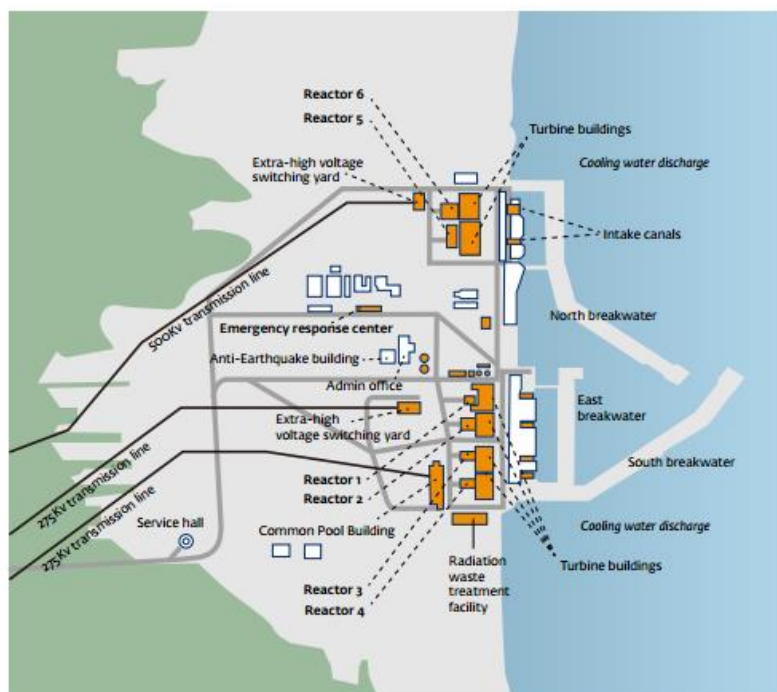 Reactor 6
Reactor 5
Turbine buildings
Extra-high voltage
switching yard
Cooling water discharge
Intake canals
500Kv transmission line
North breakwater
Emergency response center
Anti-Earthquake building
Admin office
East
breakwater
Extra-high
voltage switching yard
South breakwater
275Kv transmission line
Reactor 1
Reactor 2
275Kv transmission line
Service hall
Common Pool Building
Cooling water discharge
Radiation
waste
treatment
facility
Turbine buildings
Reactor 3
Reactor 4